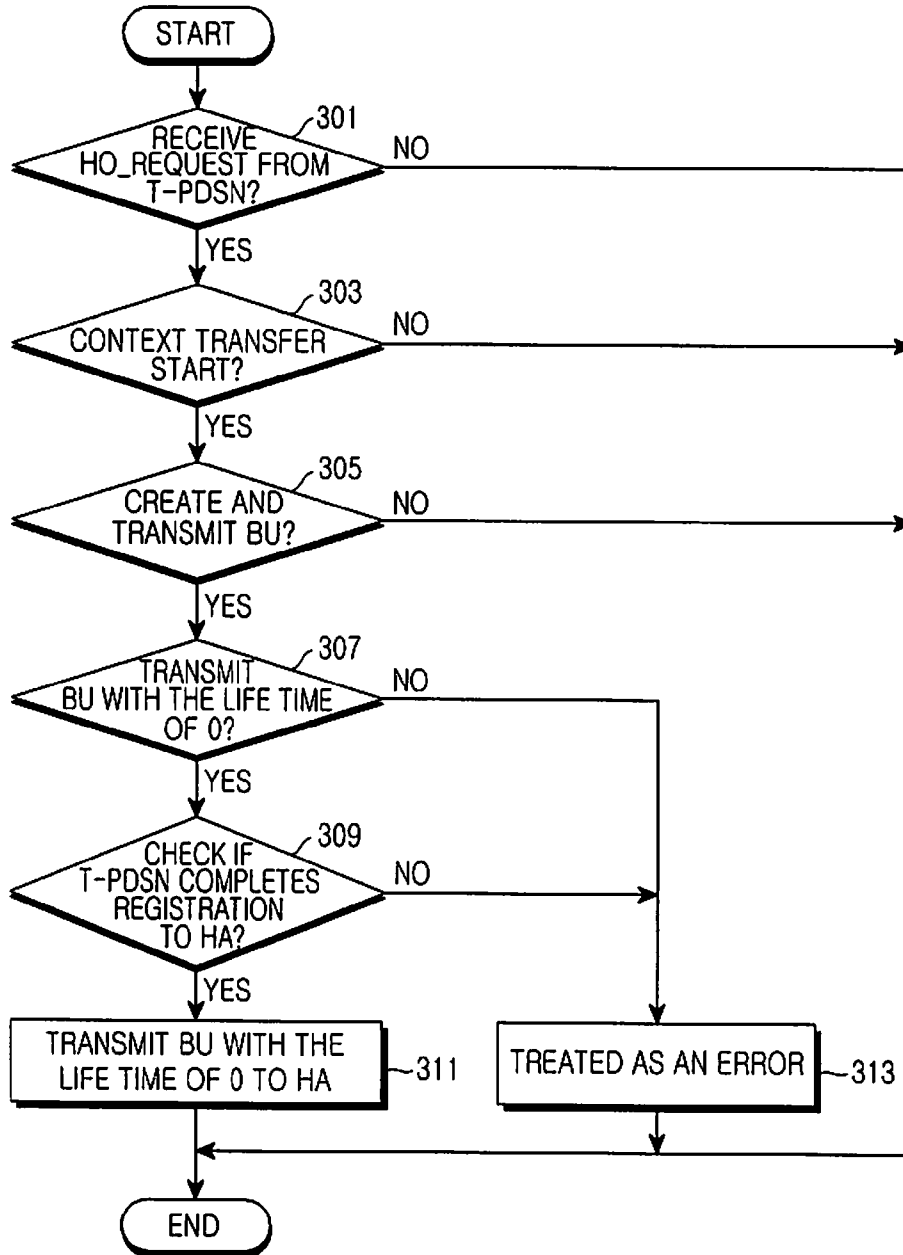 START
301
RECEIVE
HO_REQUEST FROM
T-PDSN?
NO
YES
303
CONTEXT TRANSFER
START?
NO
YES
305
CREATE AND
TRANSMIT BU?
NO
YES
307
TRANSMIT
BU WITH THE LIFE TIME
OF 0?
NO
YES
309
CHECK IF
T-PDSN COMPLETES
REGISTRATION
TO HA?
NO
YES
TRANSMIT BU WITH THE
LIFE TIME OF 0 TO HA
311
TREATED AS AN ERROR
313
END